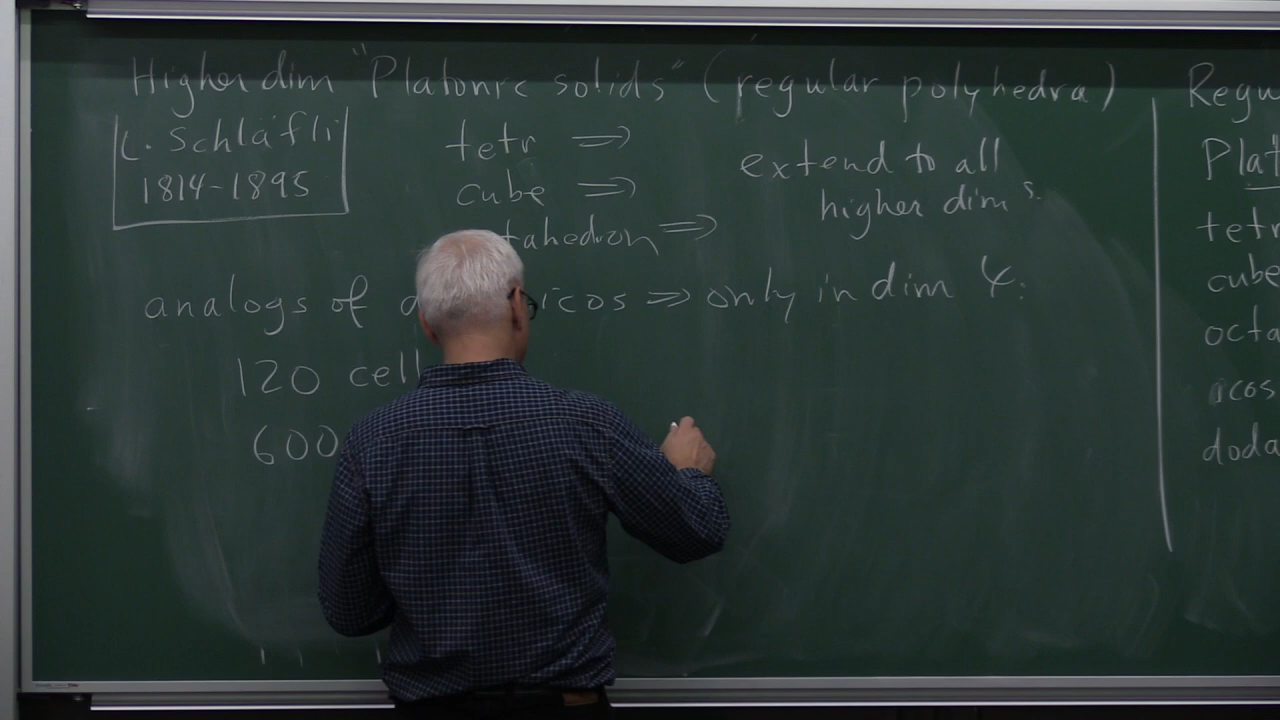 Higher dim "Platonic solids" (regular polyhedra)
L. Schläfli
1814-1895
tetr ⇒
cube ⇒
tahedron ⇒
extend to all
higher dim s.
analogs of d icos ⇒ only in dim 4:
120 cell
600
Regu
Plat
tetr
cube
octa
icos
doda